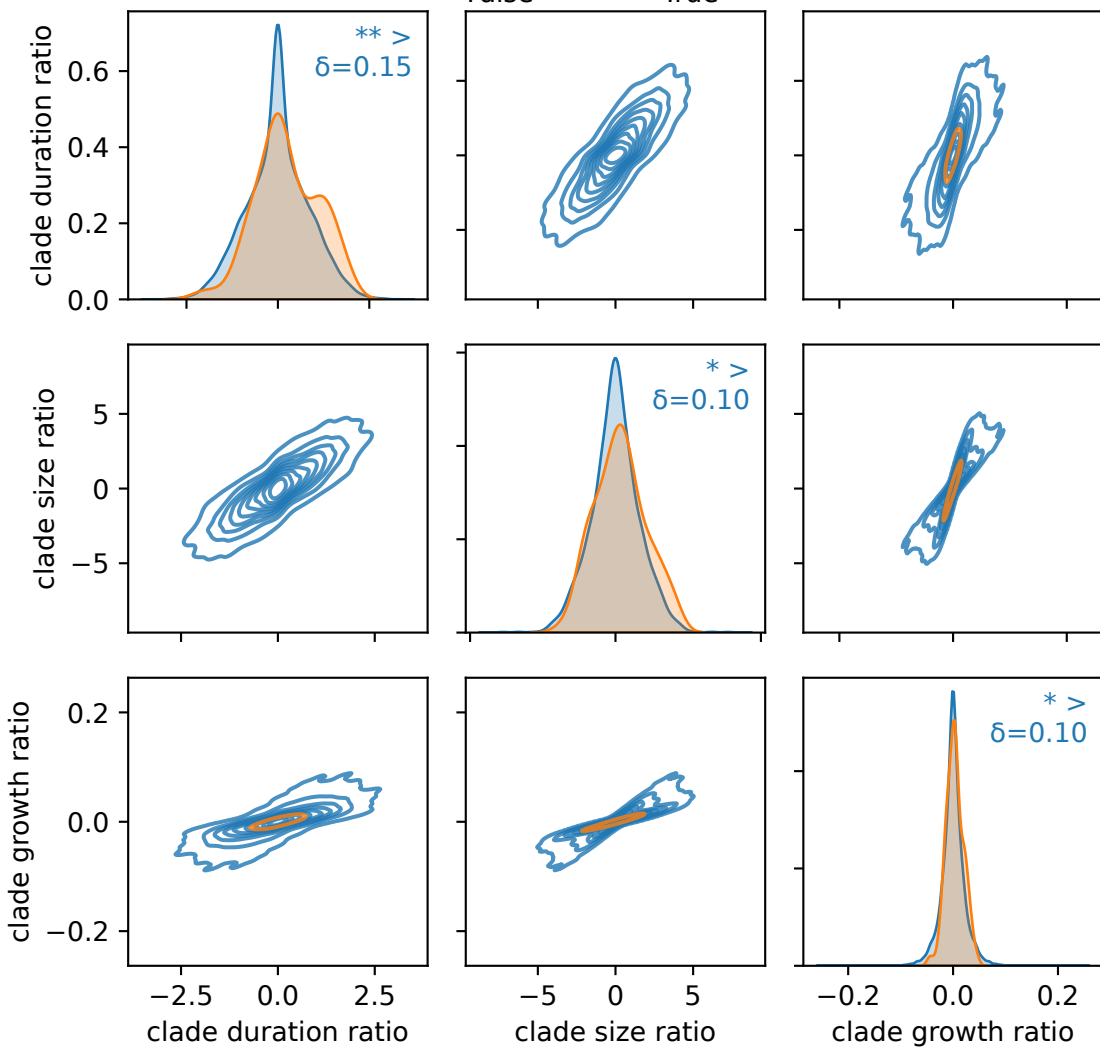 False True
clade duration ratio
0.6
0.4
0.2
0.0
** >
δ=0.15
clade size ratio
5
0
−5
* >
δ=0.10
clade growth ratio
0.2
0.0
−0.2
* >
δ=0.10
−2.5 0.0 2.5
−5 0 5
−0.2 0.0 0.2
clade duration ratio
clade size ratio
clade growth ratio